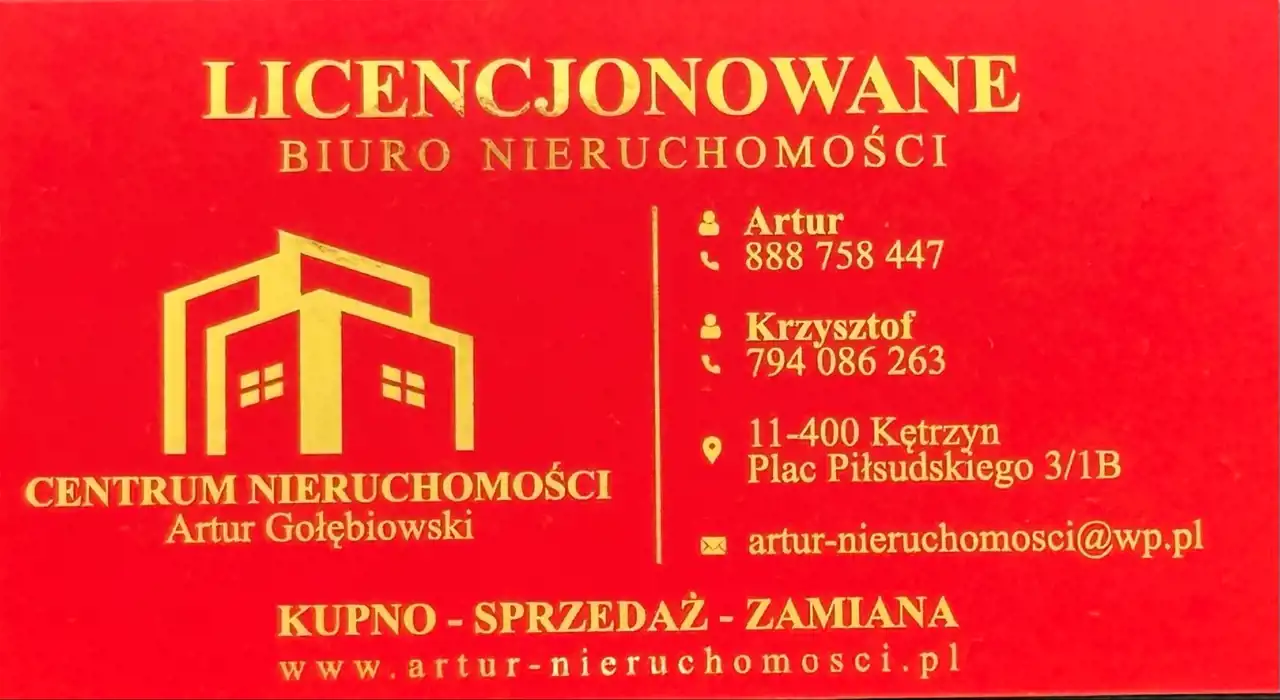 LICENCJONOWANE
BIURO NIERUCHOMOŚCI
CENTRUM NIERUCHOMOŚCI
Artur Gołębiowski
Artur
888 758 447
Krzysztof
794 086 263
11-400 Kętrzyn
Plac Piłsudskiego 3/1B
artur-nieruchomosci@wp.pl
KUPNO - SPRZEDAŻ - ZAMIANA
www.artur-nieruchomosci.pl